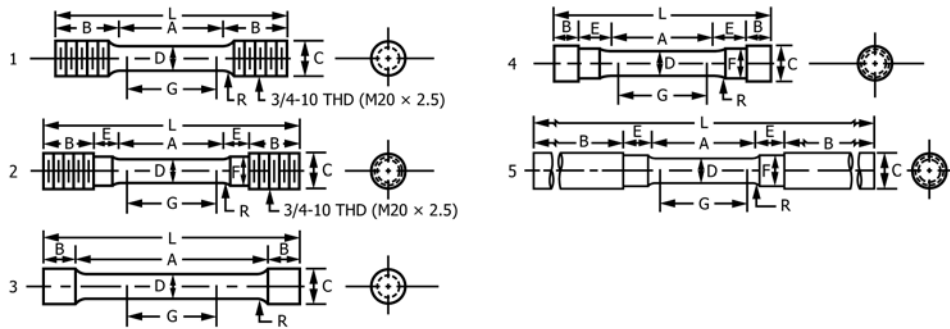 L
B A B
1 D C
G
R 3/4-10 THD (M20 × 2.5)
L
B E A E B
2 D F C
G
R
3/4-10 THD (M20 × 2.5)
L
B A B
3 D C
G R
L
B E A E B
4 D F C
G
R
L
B E A E B
5 D F C
G R